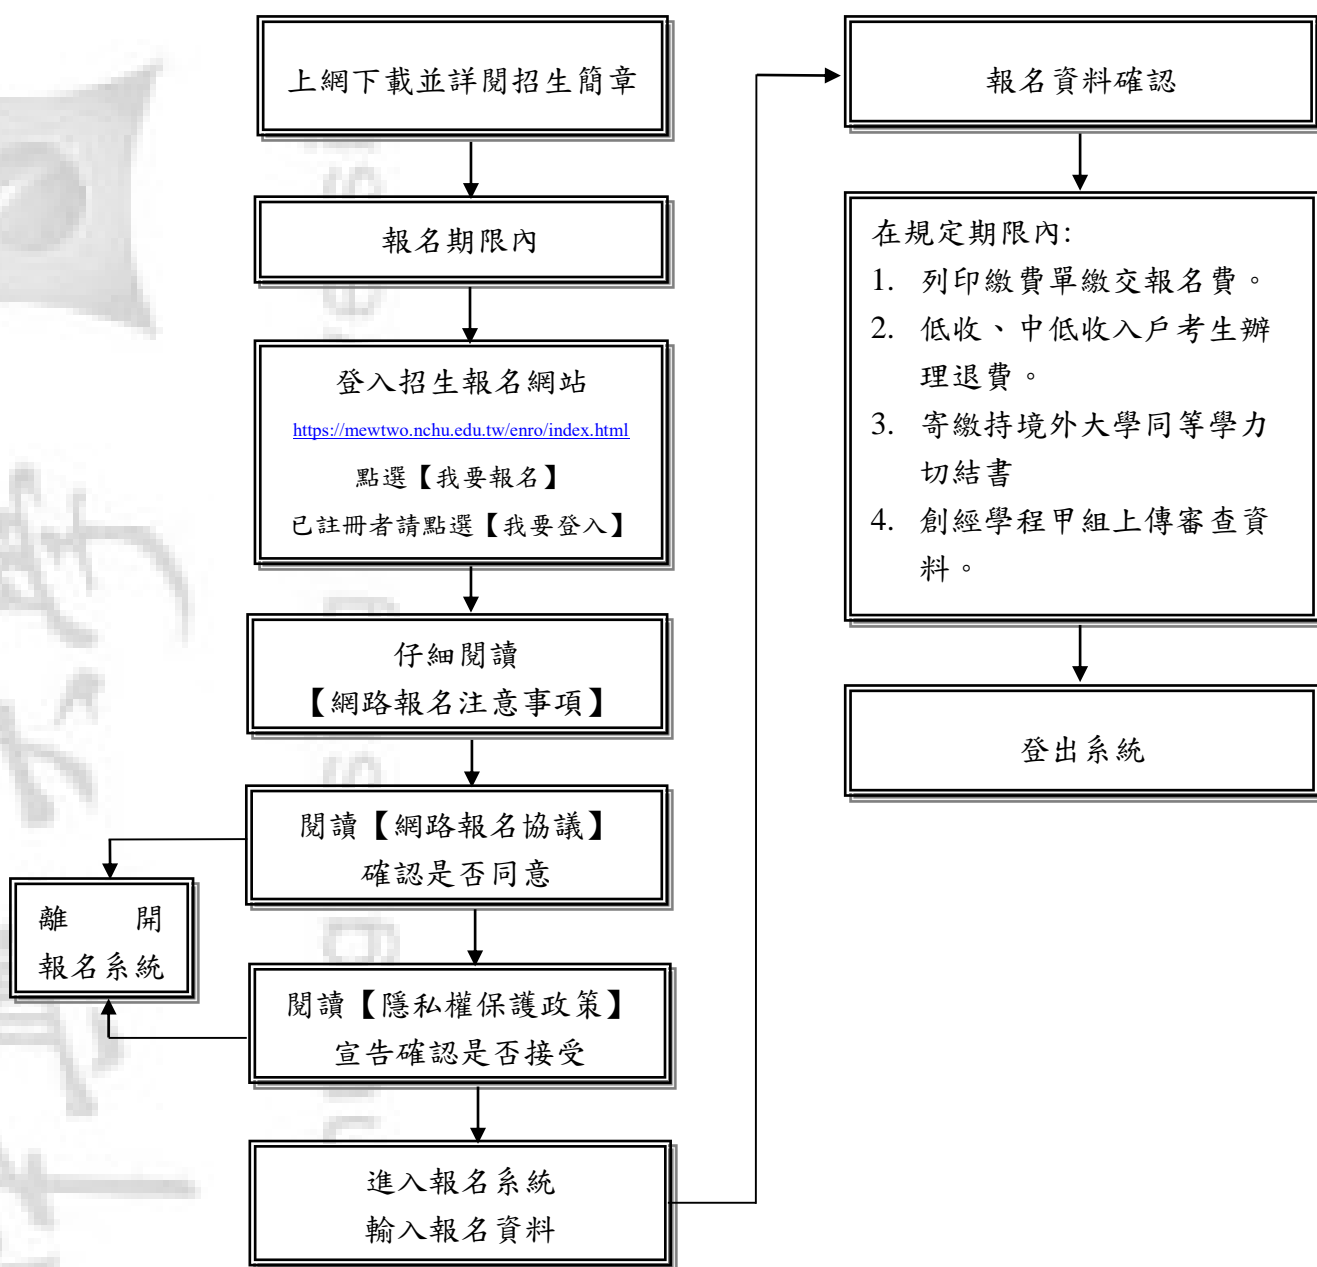 上網下載並詳閱招生簡章
報名期限內
登入招生報名網站
https://mewtwo.nchu.edu.tw/enro/index.html
點選【我要報名】
已註冊者請點選【我要登入】
仔細閱讀
【網路報名注意事項】
閱讀【網路報名協議】
確認是否同意
離 開
報名系統
閱讀【隱私權保護政策】
宣告確認是否接受
進入報名系統
輸入報名資料
報名資料確認
在規定期限內:
1. 列印繳費單繳交報名費。
2. 低收、中低收入戶考生辦
理退費。
3. 寄繳持境外大學同等學力
切結書
4. 創經學程甲組上傳審查資
料。
登出系統